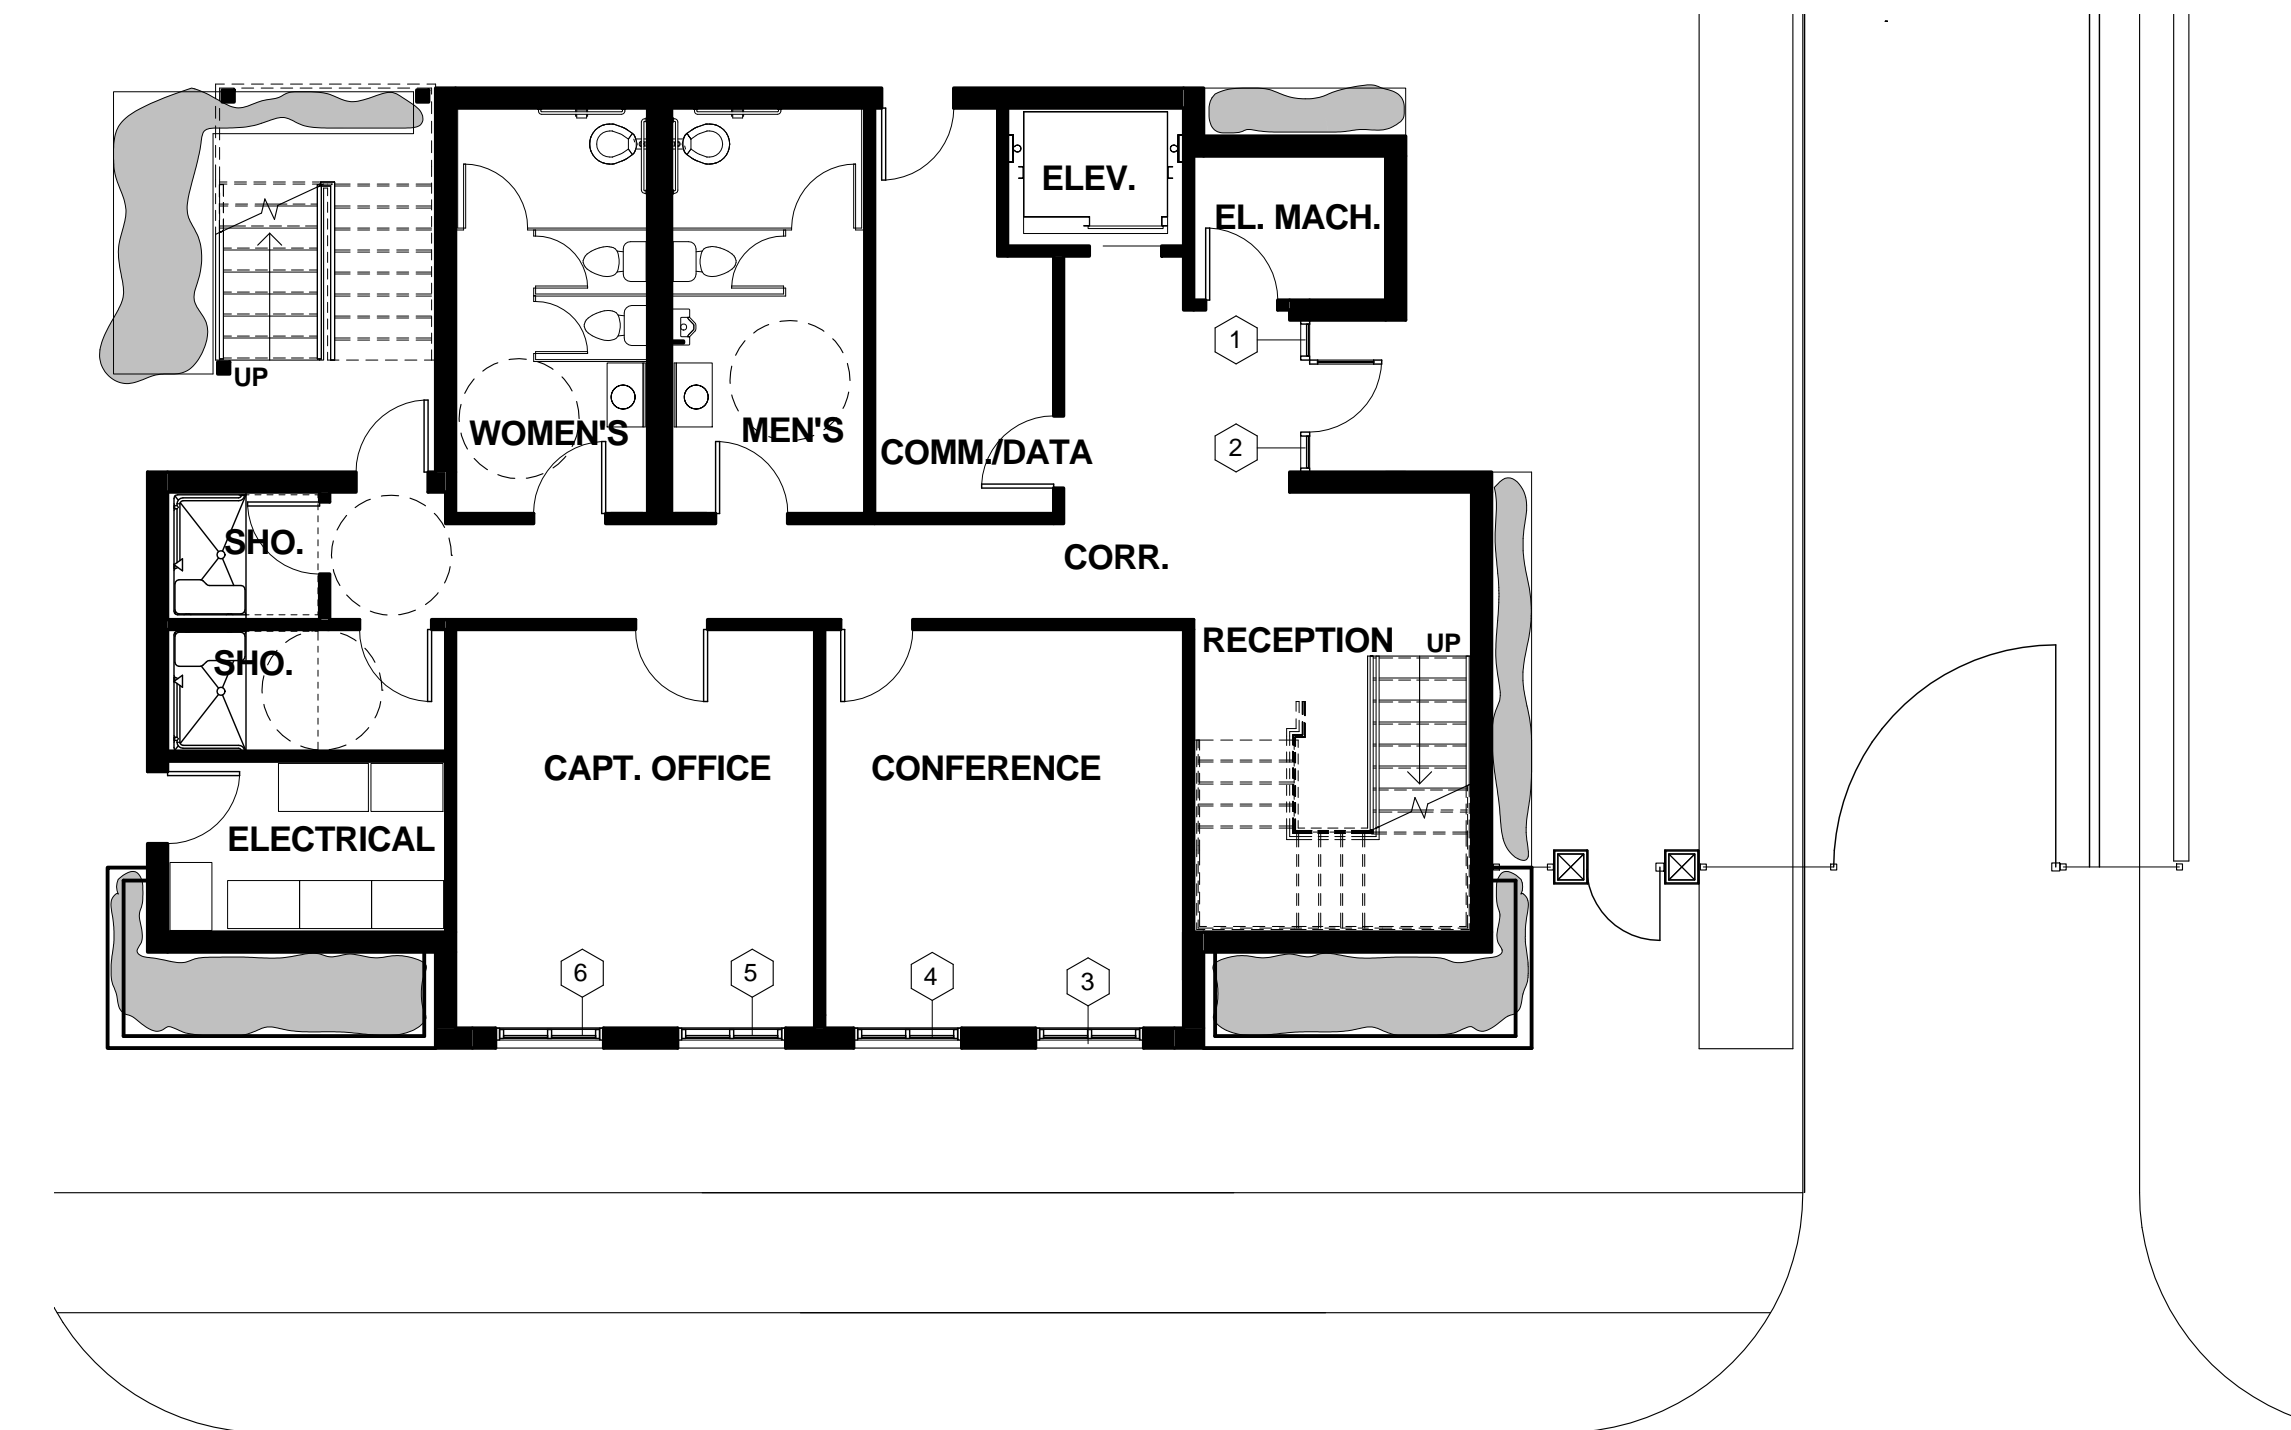 ELEV.
EL. MACH.
1
UP
WOMEN'S
MEN'S
COMM./DATA
2
SHO.
CORR.
RECEPTION
UP
SHO.
CAPT. OFFICE
CONFERENCE
ELECTRICAL
6
5
4
3